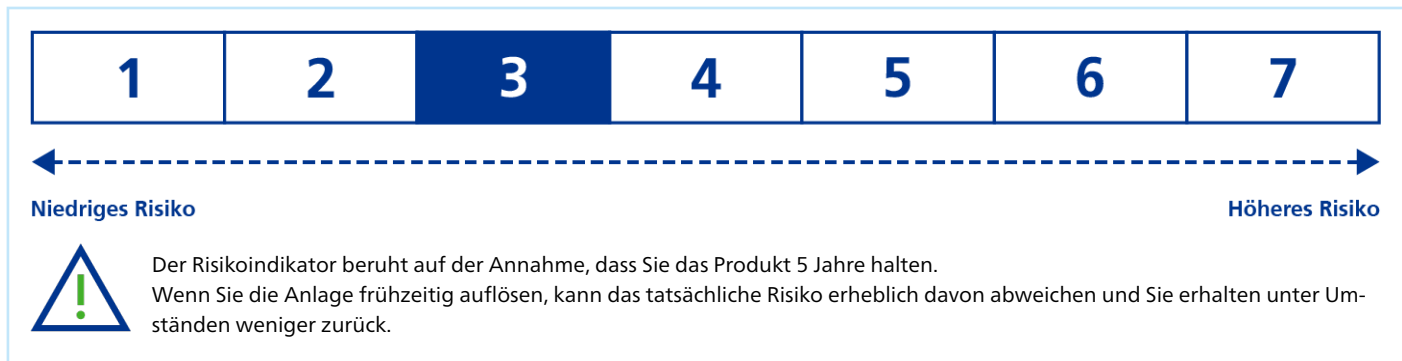 1 2 3 4 5 6 7
Niedriges Risiko Höheres Risiko
Der Risikoindikator beruht auf der Annahme, dass Sie das Produkt 5 Jahre halten.
Wenn Sie die Anlage frühzeitig auflösen, kann das tatsächliche Risiko erheblich davon abweichen und Sie erhalten unter Um-
ständen weniger zurück.